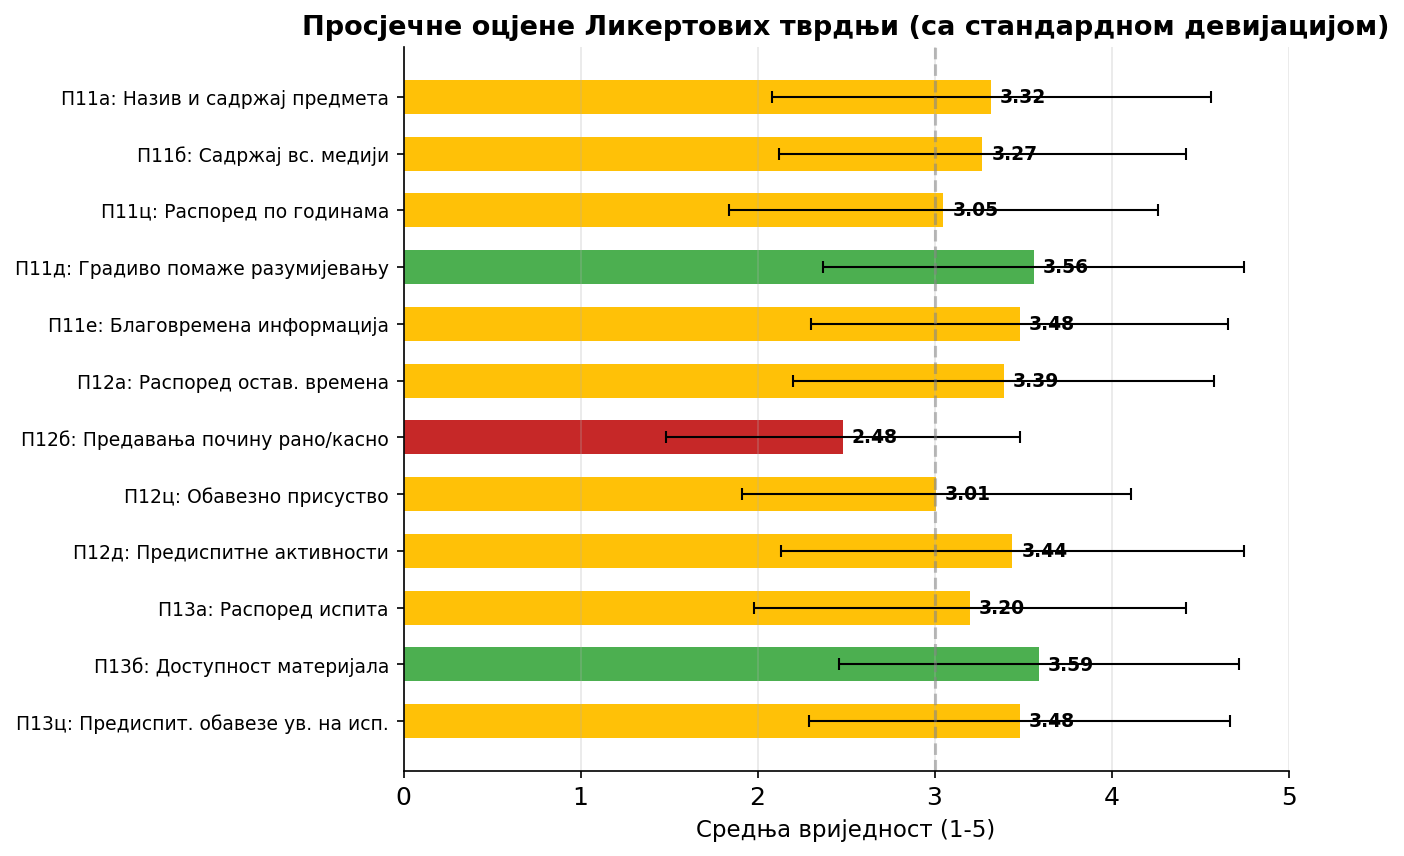 Просјечне оцјене Ликертових тврдњи (са стандардном девијацијом)
П11а: Назив и садржај предмета
3.32
П11б: Садржај вс. медији
3.27
П11ц: Распоред по годинама
3.05
П11д: Градиво помаже разумијевању
3.56
П11е: Благовремена информација
3.48
П12а: Распоред остав. времена
3.39
П12б: Предавања почину рано/касно
2.48
П12ц: Обавезно присуство
3.01
П12д: Предиспитне активности
3.44
П13а: Распоред испита
3.20
П13б: Доступност материјала
3.59
П13ц: Предиспит. обавезе ув. на исп.
3.48
0 1 2 3 4 5
Средња вриједност (1-5)